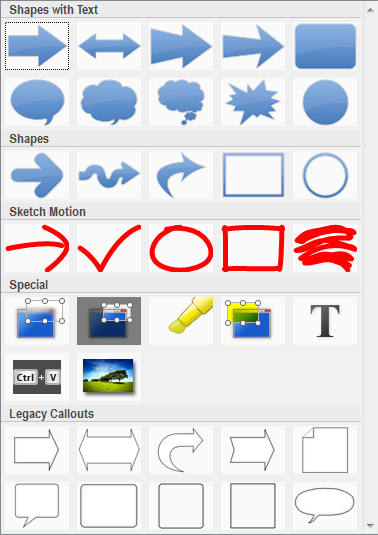 Shapes with Text
Shapes
Sketch Motion
Special
T
Ctrl + V
Legacy Callouts